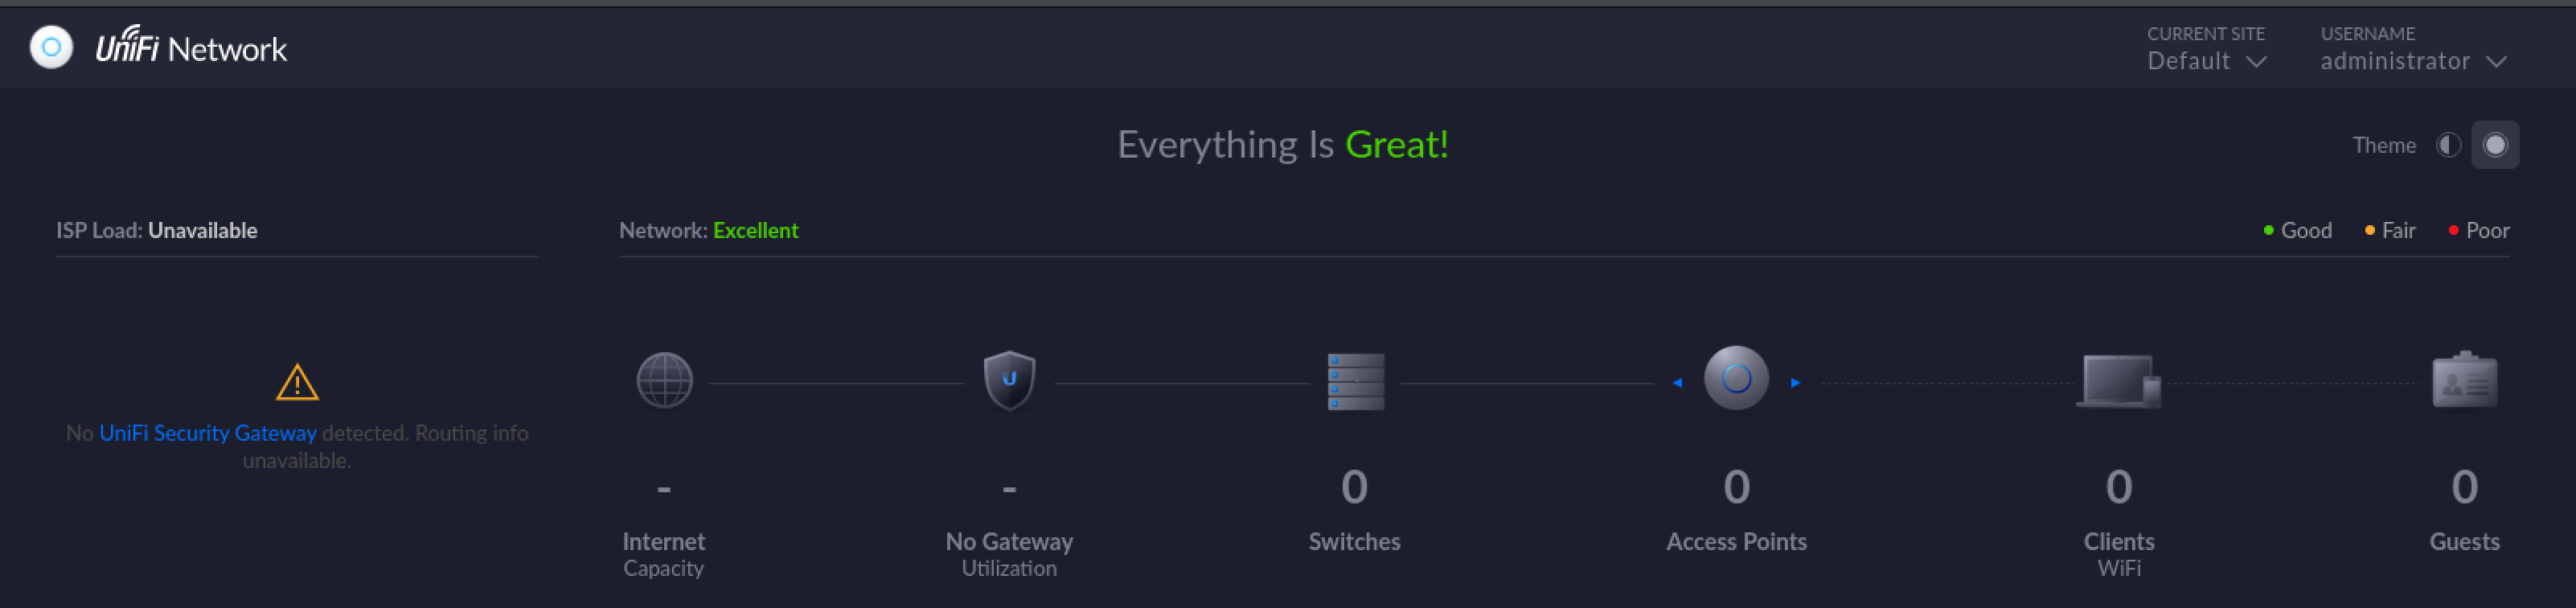 UniFi Network
CURRENT SITE
Default
USERNAME
administrator
Everything Is Great!
Theme
ISP Load: Unavailable
Network: Excellent
Good
Fair
Poor
No UniFi Security Gateway detected. Routing info
unavailable.
-
Internet
Capacity
-
No Gateway
Utilization
0
Switches
0
Access Points
0
Clients
WiFi
0
Guests